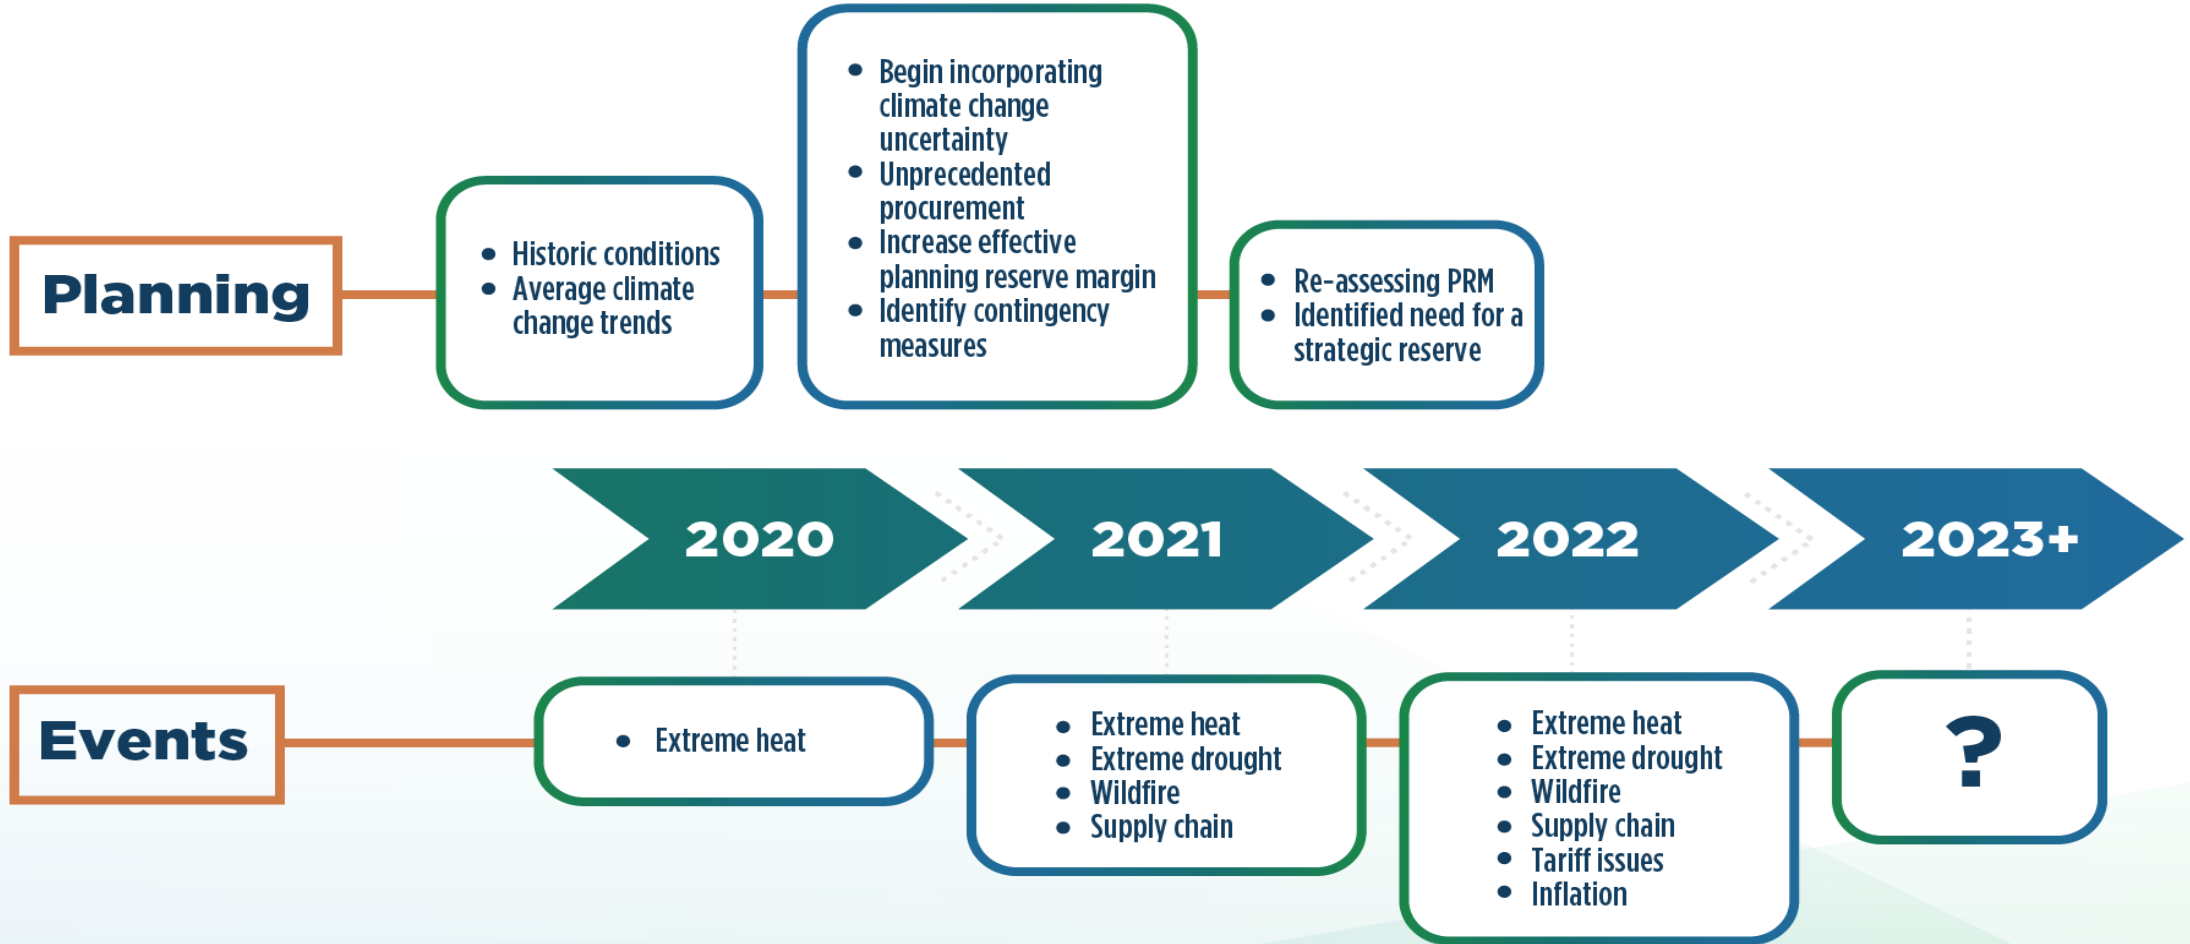 Planning
• Historic conditions
• Average climate
change trends
• Begin incorporating
climate change
uncertainty
• Unprecedented
procurement
• Increase effective
planning reserve margin
• Identify contingency
measures
• Re-assessing PRM
• Identified need for a
strategic reserve
2020
2021
2022
2023+
Events
• Extreme heat
• Extreme heat
• Extreme drought
• Wildfire
• Supply chain
• Extreme heat
• Extreme drought
• Wildfire
• Supply chain
• Tariff issues
• Inflation
?